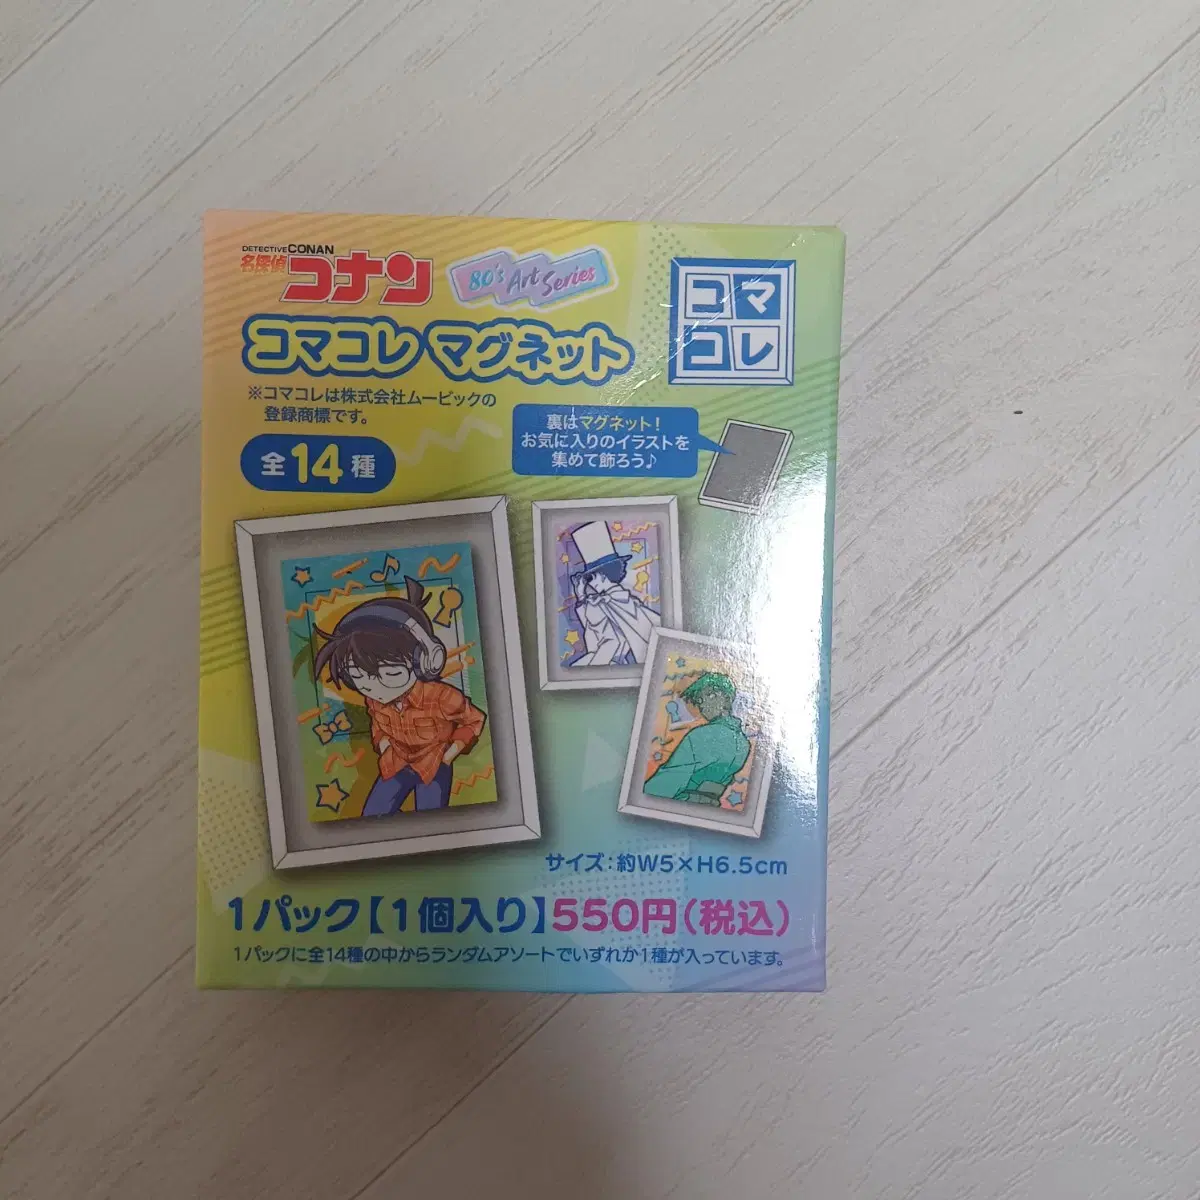 DETECTIVE CONAN
名探偵
コナン
80's Art Series
コマ
コレ
コマコレ マグネット
※コマコレは株式会社ムービックの
登録商標です。
全14種
裏はマグネット!
お気に入りのイラストを
集めて飾ろう♪
サイズ:約W5×H6.5cm
1パック【1個入り】550円(税込)
1パックに全14種の中からランダムアソートでいずれか1種が入っています。